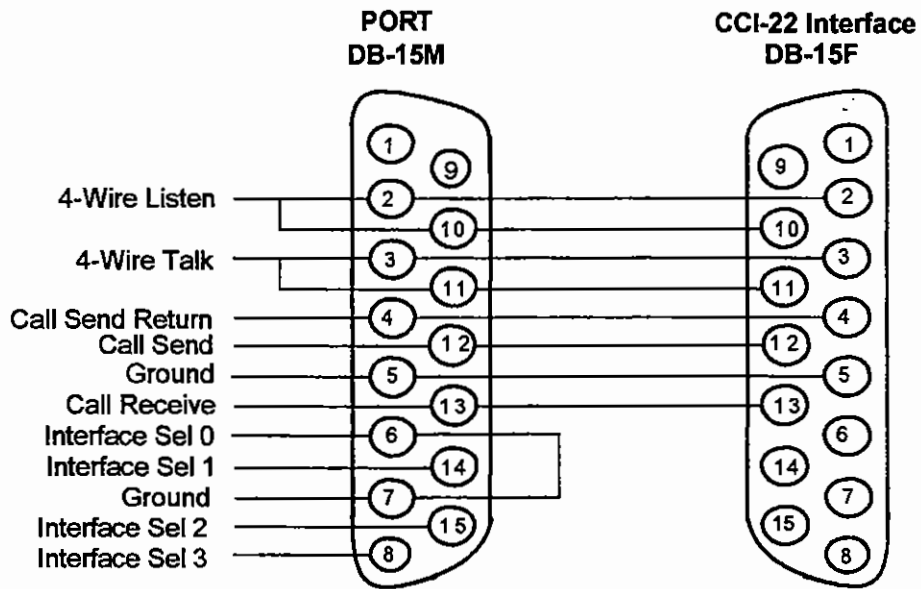 PORT
DB-15M
CCI-22 Interface
DB-15F
4-Wire Listen
4-Wire Talk
Call Send Return
Call Send
Ground
Call Receive
Interface Sel 0
Interface Sel 1
Ground
Interface Sel 2
Interface Sel 3
1
9
2
10
3
11
4
12
5
13
6
14
7
15
8
1
9
2
10
3
11
4
12
5
13
6
14
7
15
8